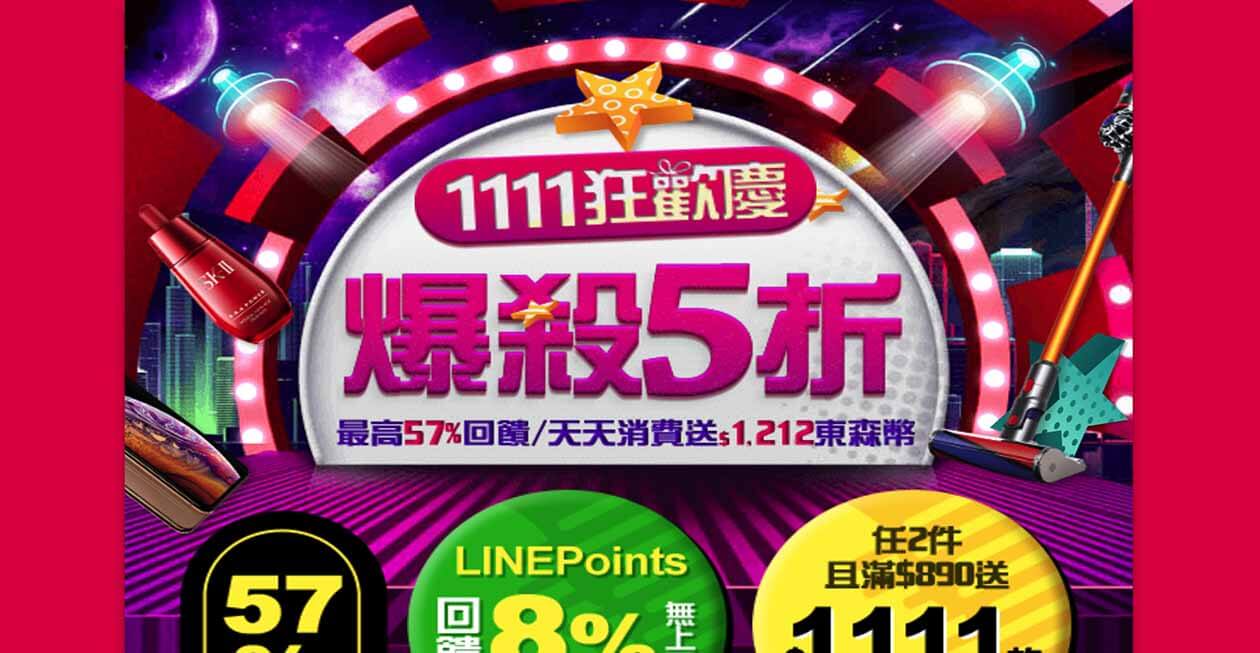 1111狂歡慶
爆殺5折
最高57%回饋/天天消費送$1,212東森幣
SK-II
57
%
LINEPoints
回饋
8%
無上
任2件
且滿$890送
$1111